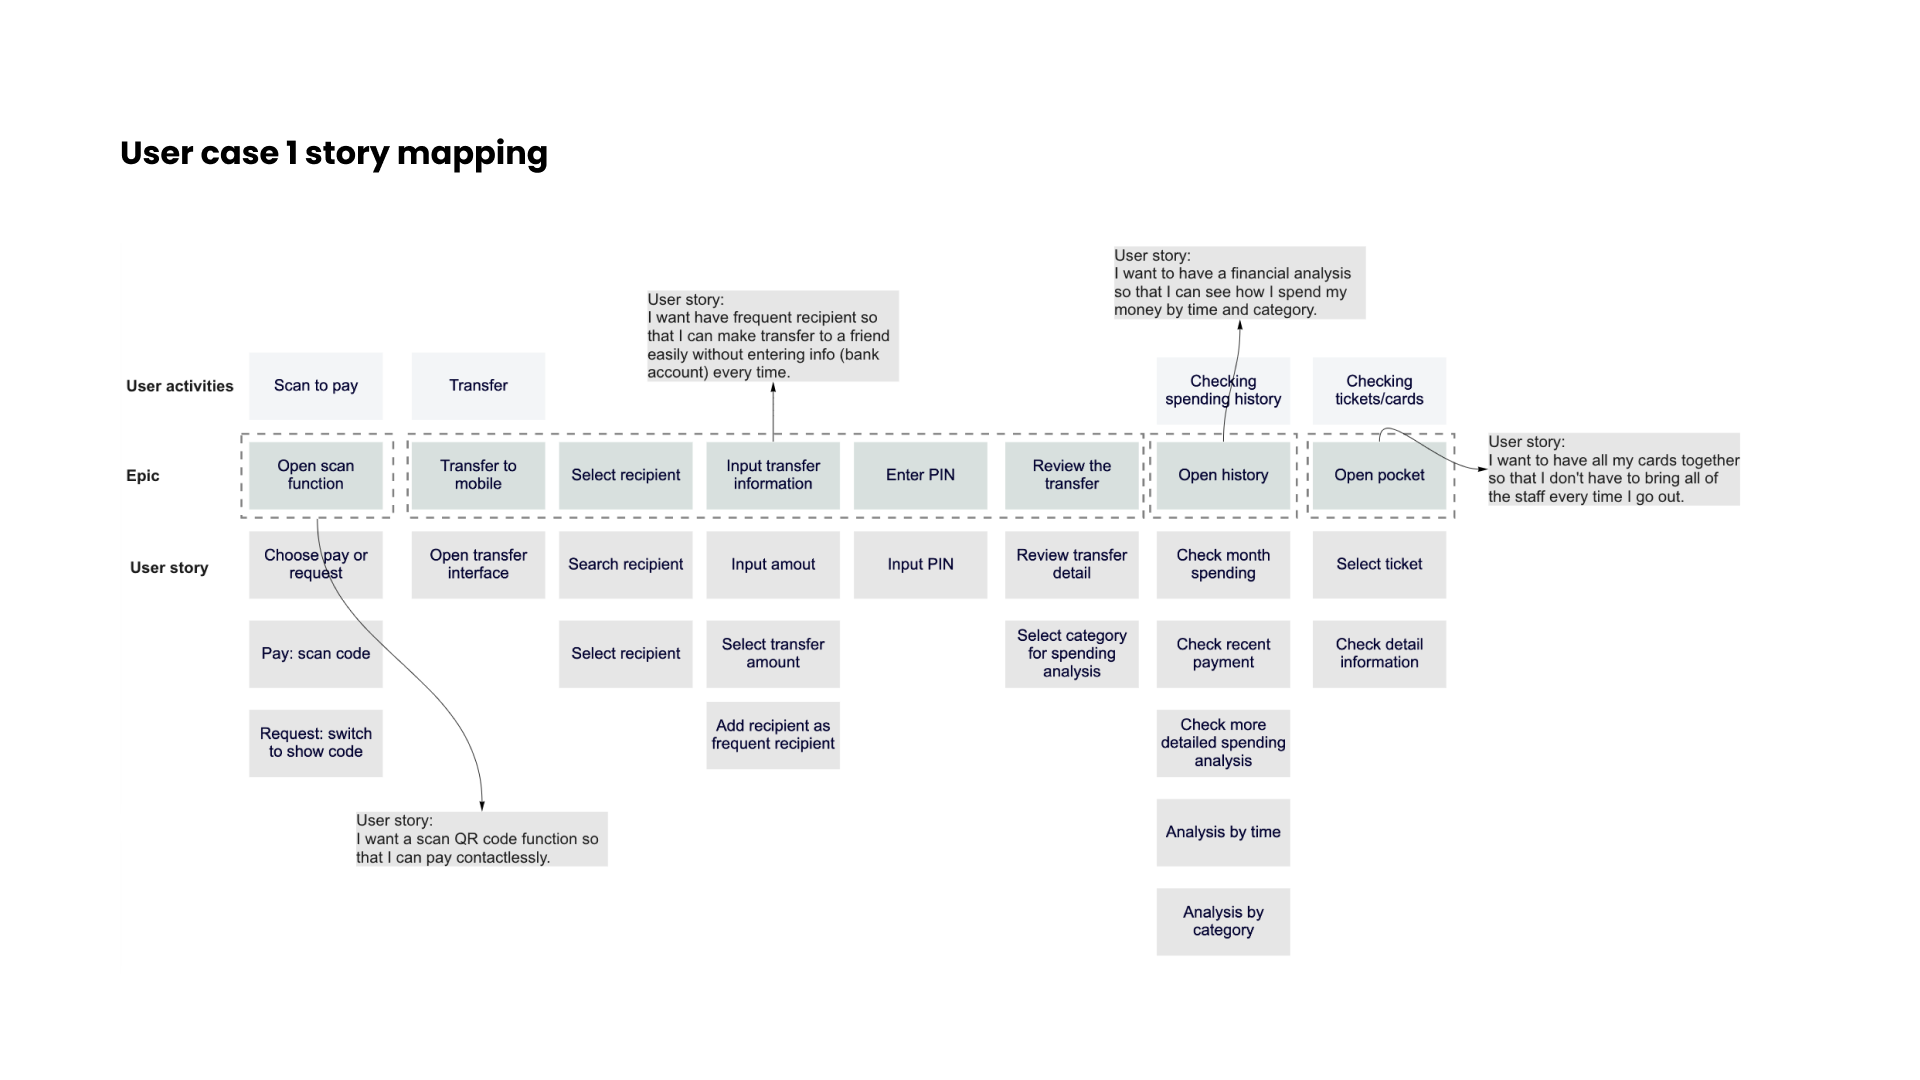 User case 1 story mapping
User story:
I want to have a financial analysis
so that I can see how I spend my
money by time and category.
User story:
I want have frequent recipient so
that I can make transfer to a friend
easily without entering info (bank
account) every time.
User activities
Scan to pay
Transfer
Checking
spending history
Checking
tickets/cards
Epic
Open scan
function
Transfer to
mobile
Select recipient
Input transfer
information
Enter PIN
Review the
transfer
Open history
Open pocket
User story:
I want to have all my cards together
so that I don't have to bring all of
the staff every time I go out.
User story
Choose pay or
request
Open transfer
interface
Search recipient
Input amout
Input PIN
Review transfer
detail
Check month
spending
Select ticket
Pay: scan code
Select recipient
Select transfer
amount
Select category
for spending
analysis
Check recent
payment
Check detail
information
Request: switch
to show code
Add recipient as
frequent recipient
Check more
detailed spending
analysis
User story:
I want a scan QR code function so
that I can pay contactlessly.
Analysis by time
Analysis by
category